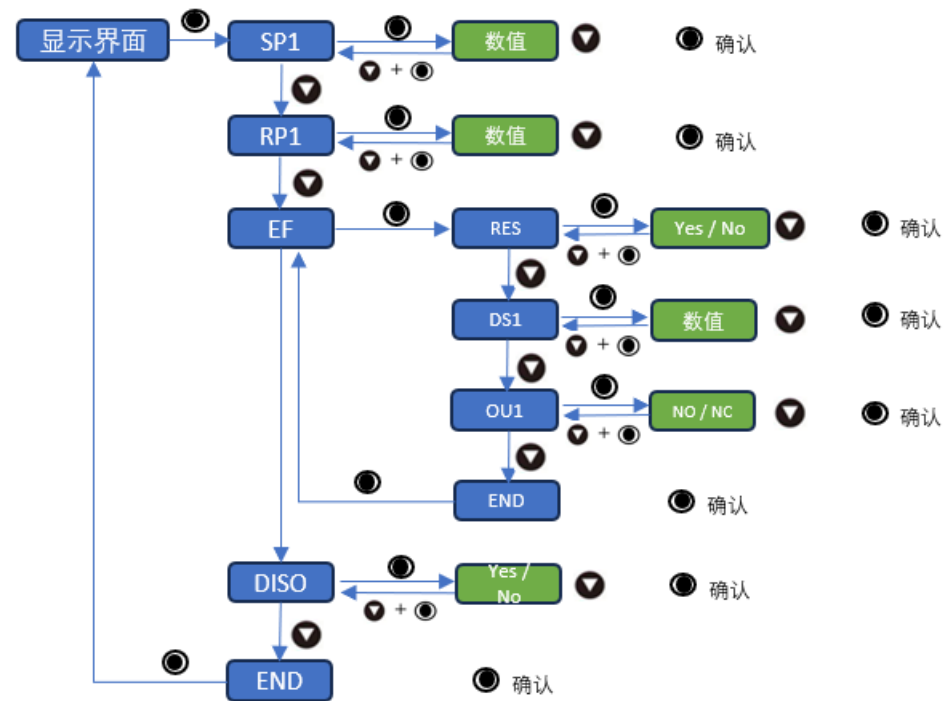 显示界面
SP1
数值
确认
+
RP1
数值
确认
+
EF
RES
Yes / No
确认
+
DS1
数值
确认
+
OU1
NO / NC
确认
+
END
确认
DISO
Yes /
No
确认
+
END
确认